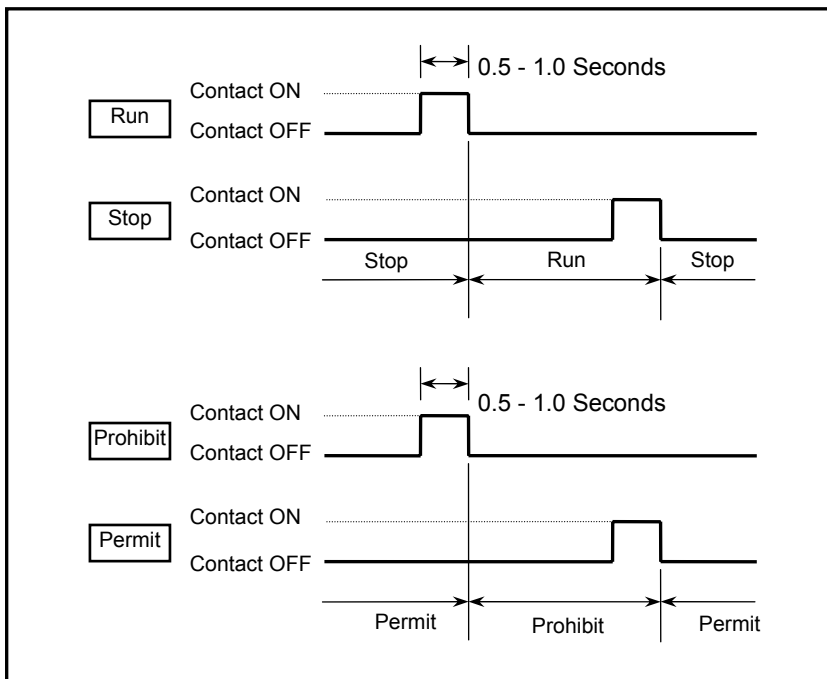 0.5 - 1.0 Seconds
Contact ON
Run
Contact OFF
Contact ON
Stop
Contact OFF
Stop Run Stop
0.5 - 1.0 Seconds
Contact ON
Prohibit
Contact OFF
Contact ON
Permit
Contact OFF
Permit Prohibit Permit